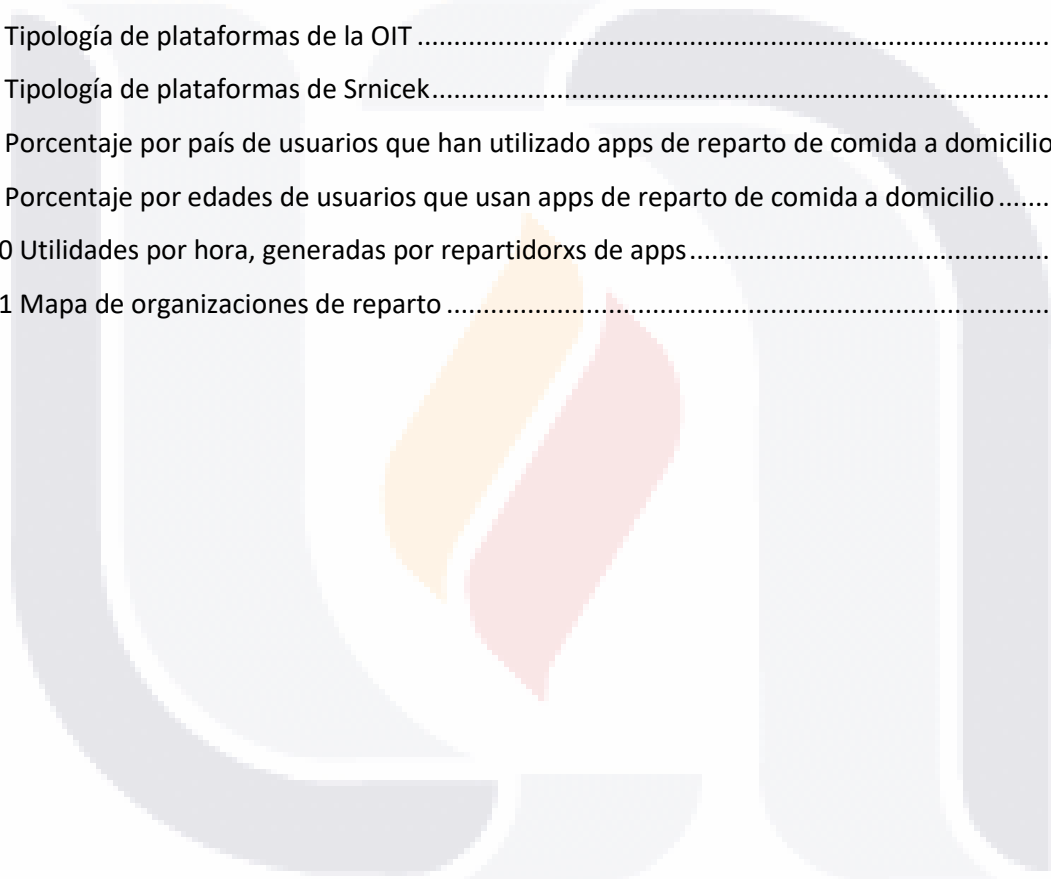 Tipología de plataformas de la OIT ....................................................................................
Tipología de plataformas de Srnicek..................................................................................
Porcentaje por país de usuarios que han utilizado apps de reparto de comida a domicilio
Porcentaje por edades de usuarios que usan apps de reparto de comida a domicilio .......
0 Utilidades por hora, generadas por repartidorxs de apps................................................
1 Mapa de organizaciones de reparto ................................................................................